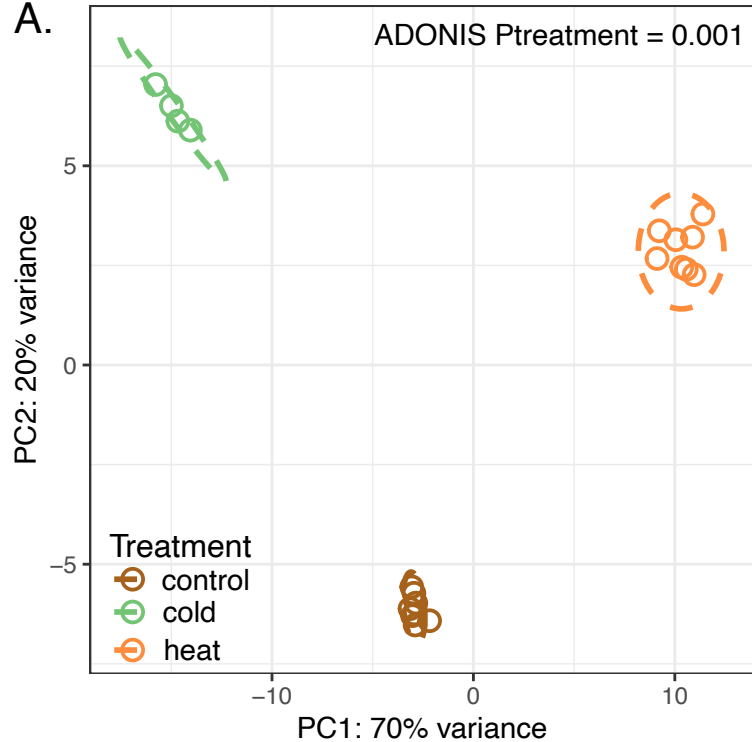 A.
ADONIS Ptreatment = 0.001
5
0
−5
PC2: 20% variance
Treatment
control
cold
heat
−10
0
10
PC1: 70% variance